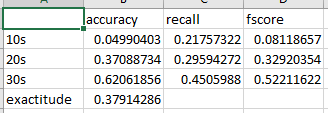 accuracy recall fscore
10s 0.04990403 0.21757322 0.08118657
20s 0.37088734 0.29594272 0.32920354
30s 0.62061856 0.4505988 0.52211622
exactitude 0.37914286